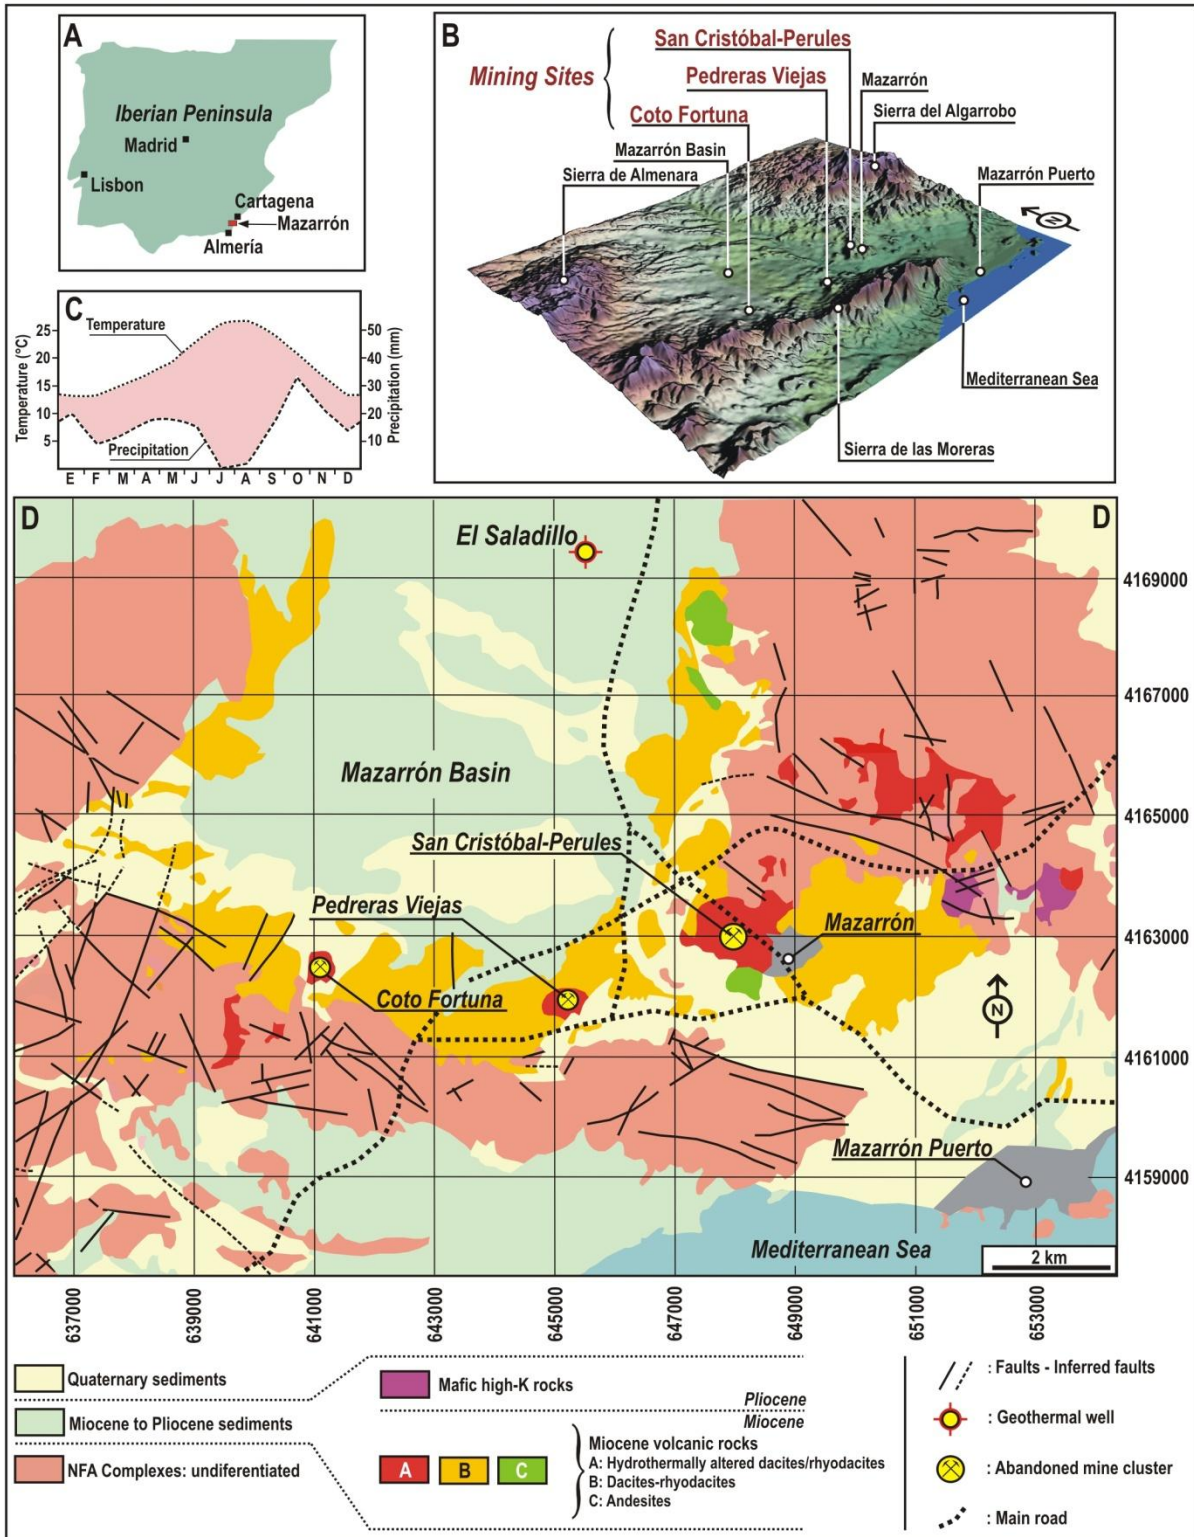 A
Iberian Peninsula
Madrid
Lisbon
Cartagena
Mazarrón
Almería
B
Mining Sites
San Cristóbal-Perules
Pedreras Viejas
Mazarrón
Coto Fortuna
Sierra del Algarrobo
Mazarrón Basin
Sierra de Almenara
Mazarrón Puerto
N
Mediterranean Sea
Sierra de las Moreras
C
Temperature
Temperature (°C)
25
20
15
10
5
Precipitation (mm)
50
40
30
20
10
Precipitation
E F M A M J J A S O N D
D
D
El Saladillo
Mazarrón Basin
San Cristóbal-Perules
Pedreras Viejas
Mazarrón
Coto Fortuna
N
Mazarrón Puerto
Mediterranean Sea
2 km
4169000
4167000
4165000
4163000
4161000
4159000
637000
639000
641000
643000
645000
647000
649000
651000
653000
Quaternary sediments
Miocene to Pliocene sediments
NFA Complexes: undiferentiated
Mafic high-K rocks
Pliocene
Miocene
A
B
C
Miocene volcanic rocks
A: Hydrothermally altered dacites/rhyodacites
B: Dacites-rhyodacites
C: Andesites
: Faults - Inferred faults
: Geothermal well
: Abandoned mine cluster
: Main road